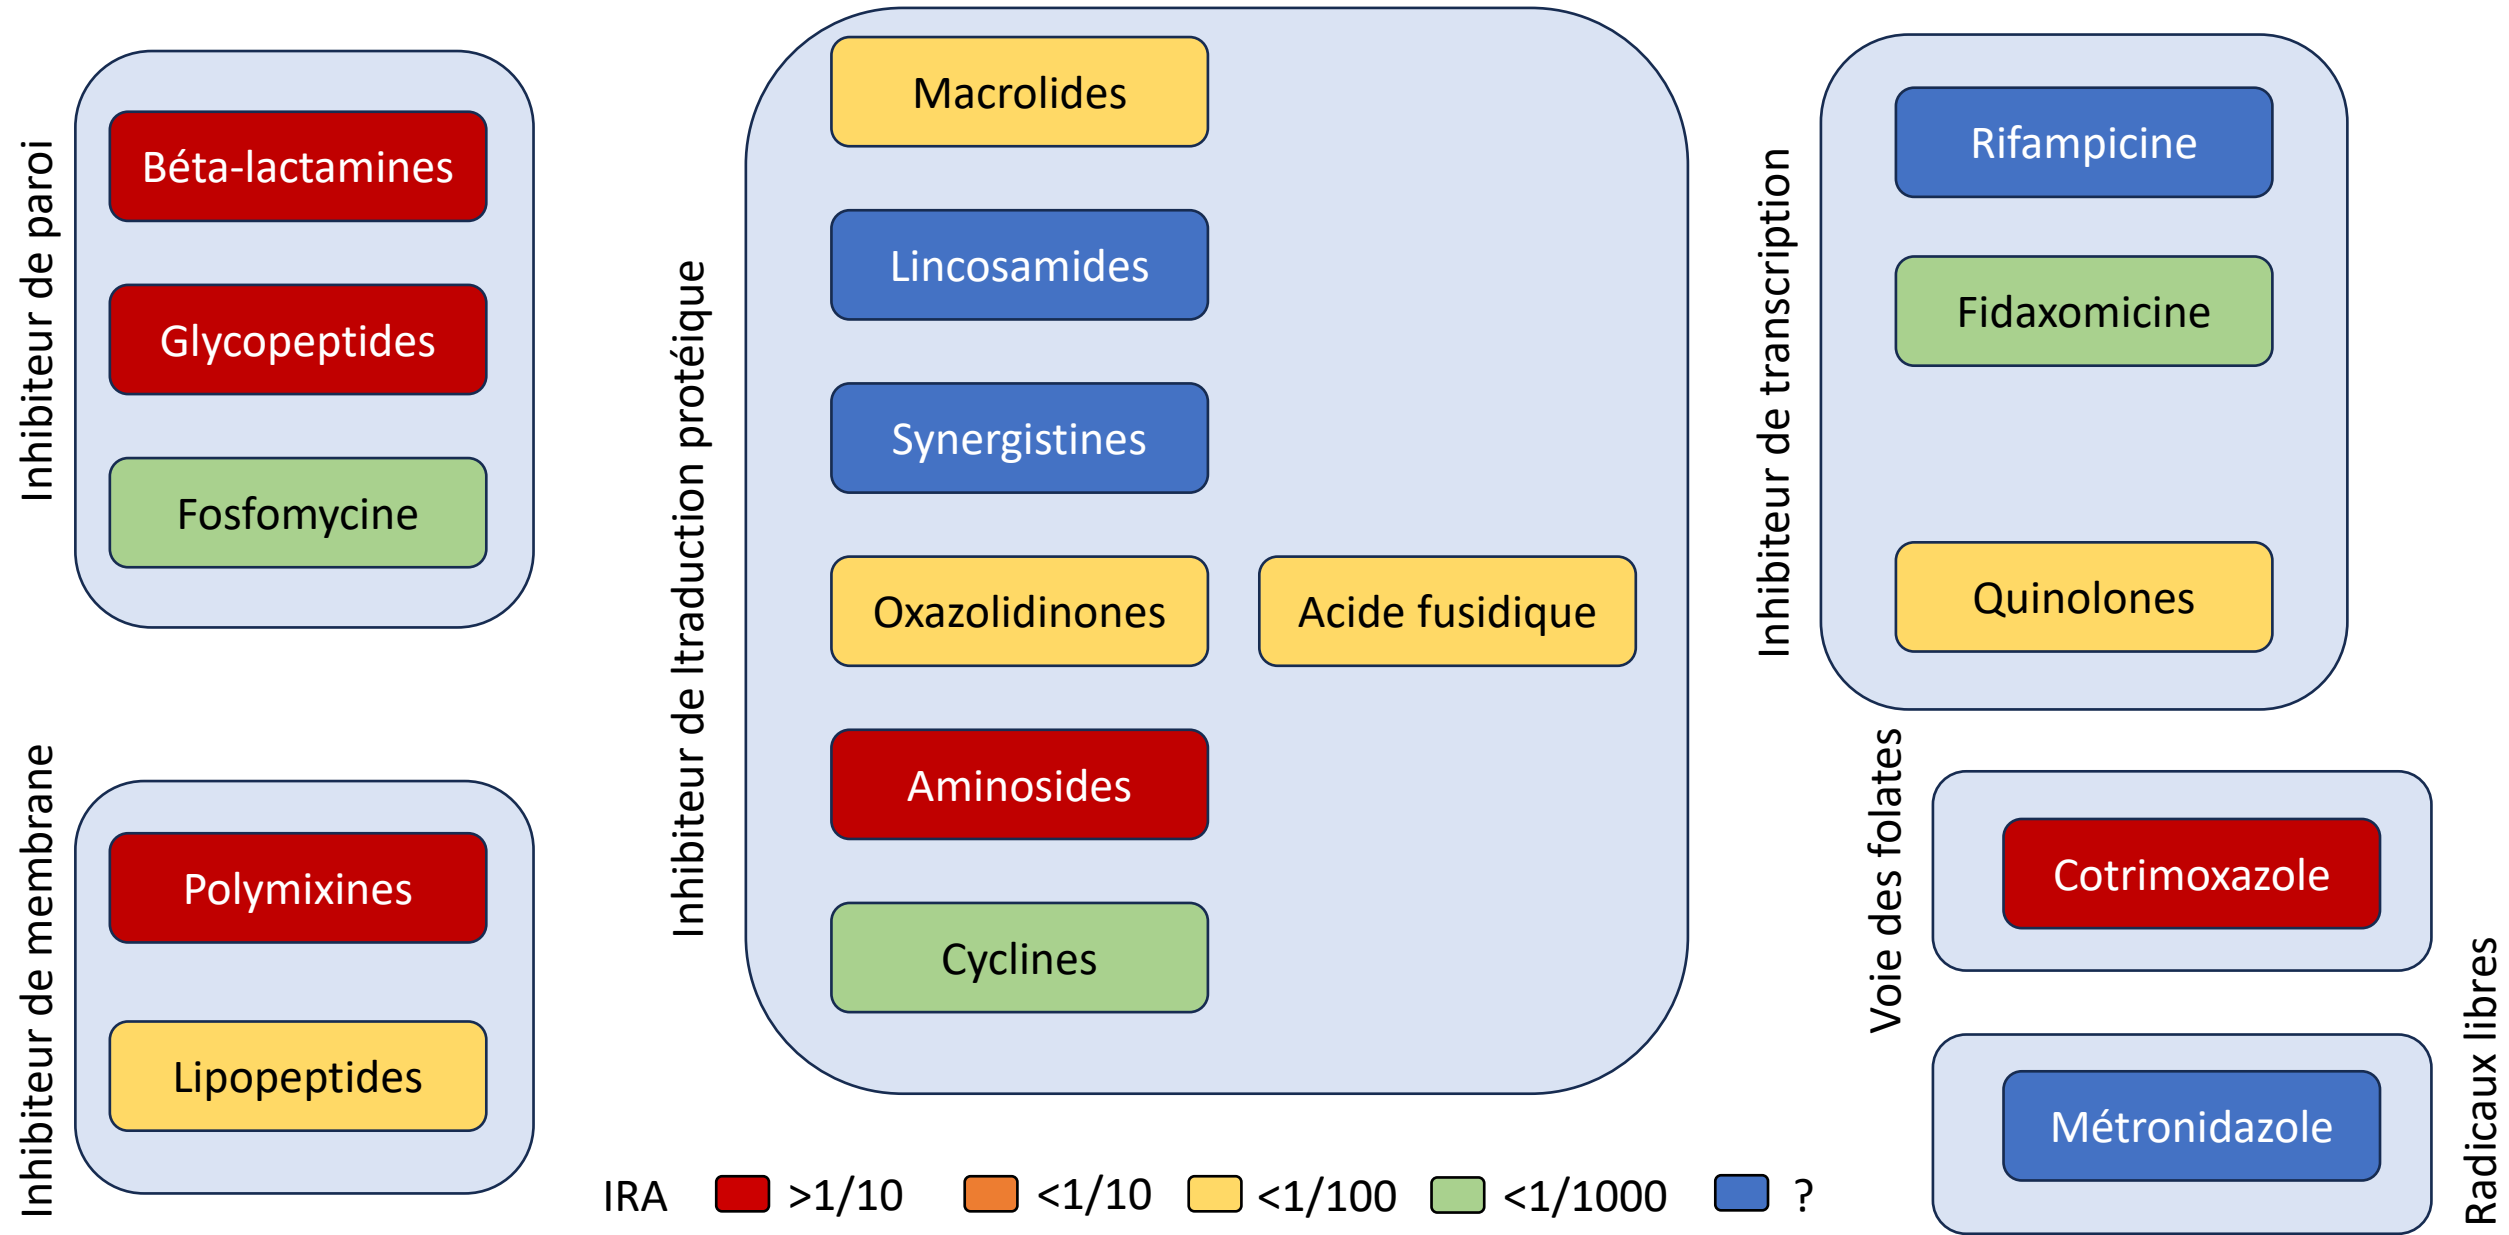 Inhibiteur de paroi
Béta-lactamines
Glycopeptides
Fosfomycine
Inhibiteur de membrane
Polymixines
Lipopeptides
Inhibiteur de ltraduction protéique
Macrolides
Lincosamides
Synergistines
Oxazolidinones
Acide fusidique
Aminosides
Cyclines
Inhibiteur de transcription
Rifampicine
Fidaxomicine
Quinolones
Voie des folates
Cotrimoxazole
Radicaux libres
Métronidazole
IRA >1/10 <1/10 <1/100 <1/1000 ?